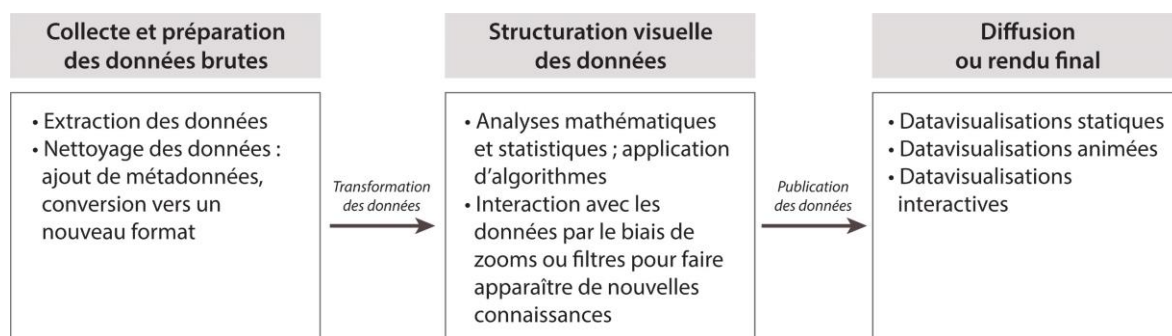 Collecte et préparation
des données brutes
• Extraction des données
• Nettoyage des données :
ajout de métadonnées,
conversion vers un
nouveau format
Transformation
des données
Structuration visuelle
des données
• Analyses mathématiques
et statistiques ; application
d’algorithmes
• Interaction avec les
données par le biais de
zooms ou filtres pour faire
apparaître de nouvelles
connaissances
Publication
des données
Diffusion
ou rendu final
• Datavisualisations statiques
• Datavisualisations animées
• Datavisualisations
interactives